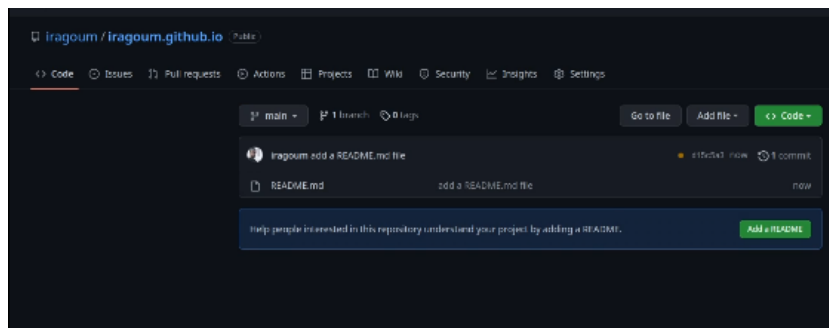 iragoum / iragoum.github.io Public
<> Code Issues Pull requests Actions Projects Wiki Security Insights Settings
main 1 branch 0 tags Go to file Add file <> Code
iragoum add a README.md file now 1 commit
README.md add a README.md file now
Help people interested in this repository understand your project by adding a README. Add a README